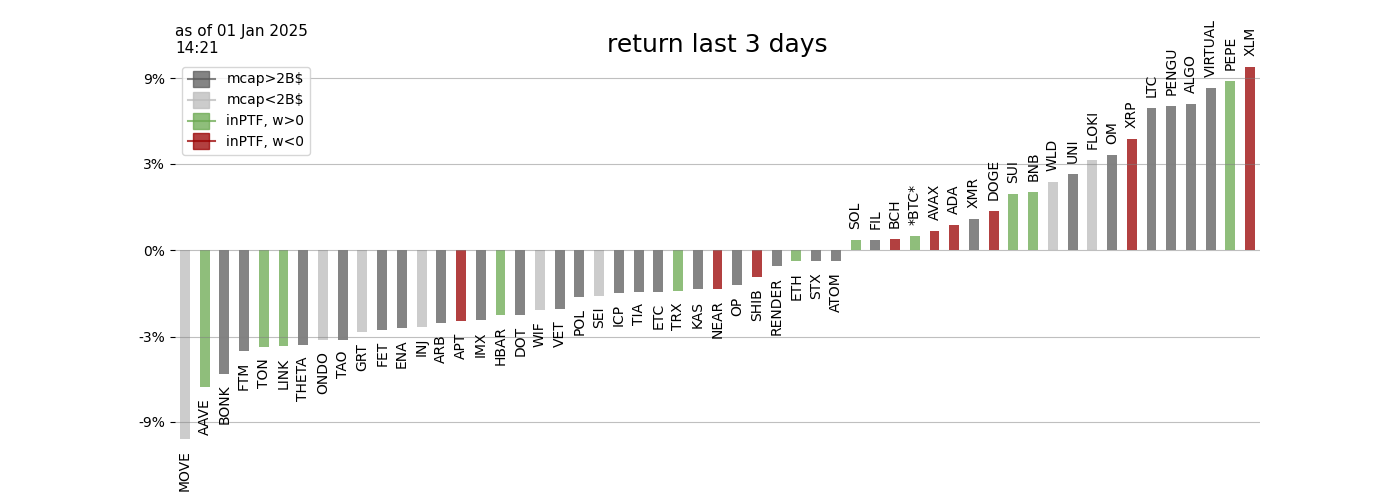 as of 01 Jan 2025
14:21
return last 3 days
mcap>2B$
mcap<2B$
inPTF, w>0
inPTF, w<0
9%
3%
0%
-3%
-9%
MOVE
AAVE
BONK
FTM
TON
LINK
THETA
ONDO
TAO
GRT
FET
ENA
INJ
ARB
APT
IMX
HBAR
DOT
WIF
VET
POL
SEI
ICP
TIA
ETC
TRX
KAS
NEAR
OP
SHIB
RENDER
ETH
STX
ATOM
SOL
FIL
BCH
*BTC*
AVAX
ADA
XMR
DOGE
SUI
BNB
WLD
UNI
FLOKI
OM
XRP
LTC
PENGU
ALGO
VIRTUAL
PEPE
XLM